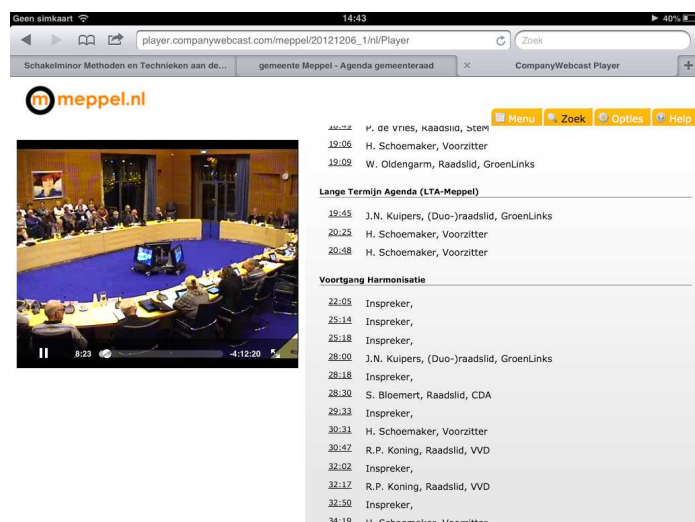 Geen simkaart
14:43
40%
player.companywebcast.com/meppel/20121206_1/nl/Player
Zoek
Schakelminor Methoden en Technieken aan de...
gemeente Meppel - Agenda gemeenteraad
CompanyWebcast Player
m meppel.nl
Menu
Zoek
Opties
Help
18:49 P. de Vries, Raadslid, SteM
19:06 H. Schoemaker, Voorzitter
19:09 W. Oldengarm, Raadslid, GroenLinks
Lange Termijn Agenda (LTA-Meppel)
19:45 J.N. Kuipers, (Duo-)raadslid, GroenLinks
20:25 H. Schoemaker, Voorzitter
20:48 H. Schoemaker, Voorzitter
Voortgang Harmonisatie
22:05 Inspreker,
25:14 Inspreker,
25:18 Inspreker,
28:00 J.N. Kuipers, (Duo-)raadslid, GroenLinks
28:18 Inspreker,
28:30 S. Bloemert, Raadslid, CDA
29:33 Inspreker,
30:31 H. Schoemaker, Voorzitter
30:47 R.P. Koning, Raadslid, VVD
32:02 Inspreker,
32:17 R.P. Koning, Raadslid, VVD
32:50 Inspreker,
34:19 H. Schoemaker, Voorzitter
8:23
-4:12:20